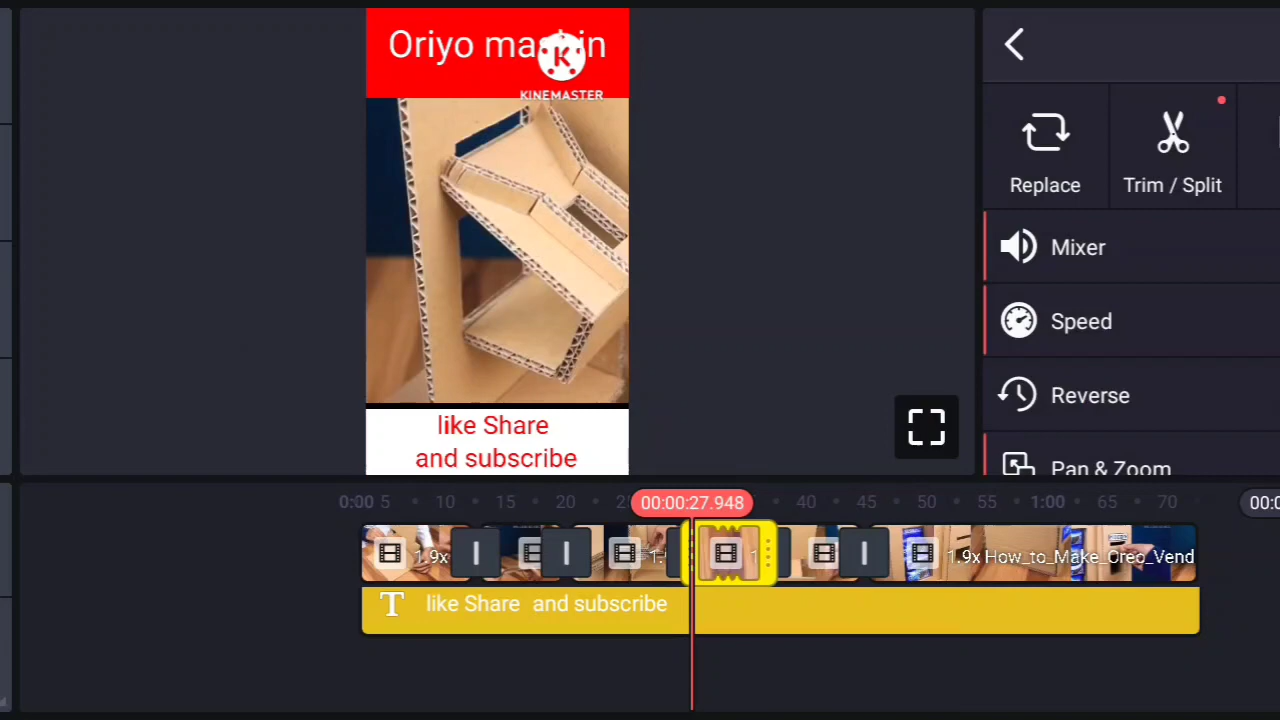 Oriyo ma in
KINEMASTER
Replace
Trim / Split
Mixer
Speed
Reverse
Pan & Zoom
like Share
and subscribe
0:00 5 10 15 20 00:00:27.948 40 45 50 55 1:00 65 70
1.9x
1.9x How_to_Make_Oreo_Vend
T like Share and subscribe